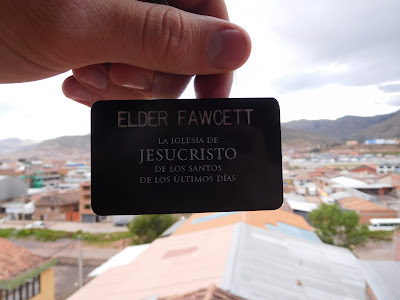 ELDER FAWCETT
LA IGLESIA DE
JESUCRISTO
DE LOS SANTOS
DE LOS ÚLTIMOS DÍAS